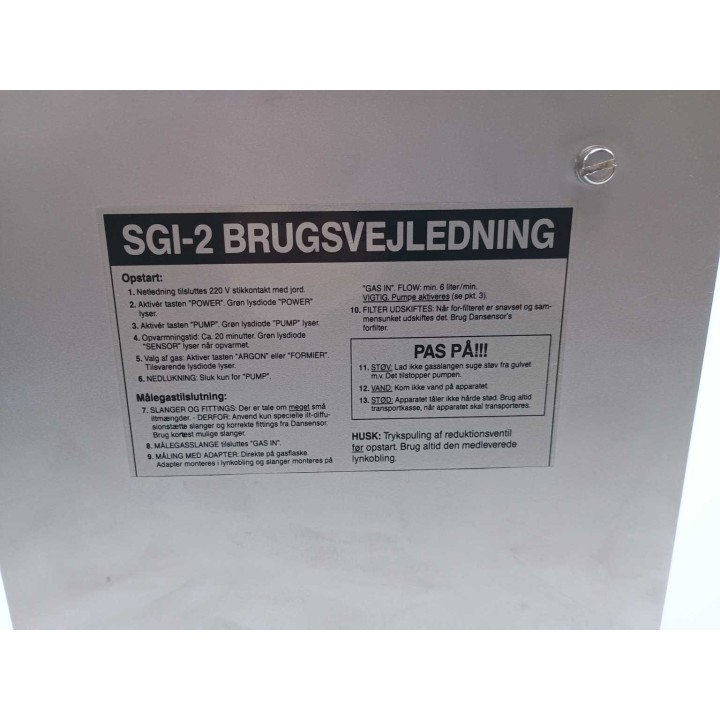 SGI-2 BRUGSVEJLEDNING
Opstart:
1. Netledning tilsluttes 220 V stikkontakt med jord.
2. Aktivér tasten "POWER". Grøn lysdiode "POWER"
lyser.
3. Aktivér tasten "PUMP". Grøn lysdiode "PUMP" lyser.
4. Opvarmningstid: Ca. 20 minutter. Grøn lysdiode
"SENSOR" lyser når opvarmet.
5. Valg af gas: Aktiver tasten "ARGON" eller "FORMIER".
Tilsvarende lysdiode lyser.
6. NEDLUKNING: Sluk kun for "PUMP".
Målegastilslutning:
7. SLANGER OG FITTINGS: Der er tale om meget små
iltmængder. - DERFOR: Anvend kun specielle ilt-diffu-
sionstætte slanger og korrekte fittings fra Dansensor.
Brug kortest mulige slanger.
8. MÅLEGASSLANGE tilsluttes "GAS IN".
9. MÅLING MED ADAPTER: Direkte på gasflaske.
Adapter monteres i lynkobling og slanger monteres på
"GAS IN". FLOW: min. 6 liter/min.
VIGTIG. Pumpe aktiveres (se pkt. 3).
10. FILTER UDSKIFTES: Når for-filteret er snavset og sam-
mensunket udskiftes det. Brug Dansensor's
forfilter.
PAS PÅ!!!
11. STØV: Lad ikke gasslangen suge støv fra gulvet
m.v. Det tilstopper pumpen.
12. VAND: Kom ikke vand på apparatet.
13. STØD: Apparatet tåler ikke hårde stød. Brug altid
transportkasse, når apparatet skal transporteres.
HUSK: Trykspuling af reduktionsventil
før opstart. Brug altid den medleverede
lynkobling.